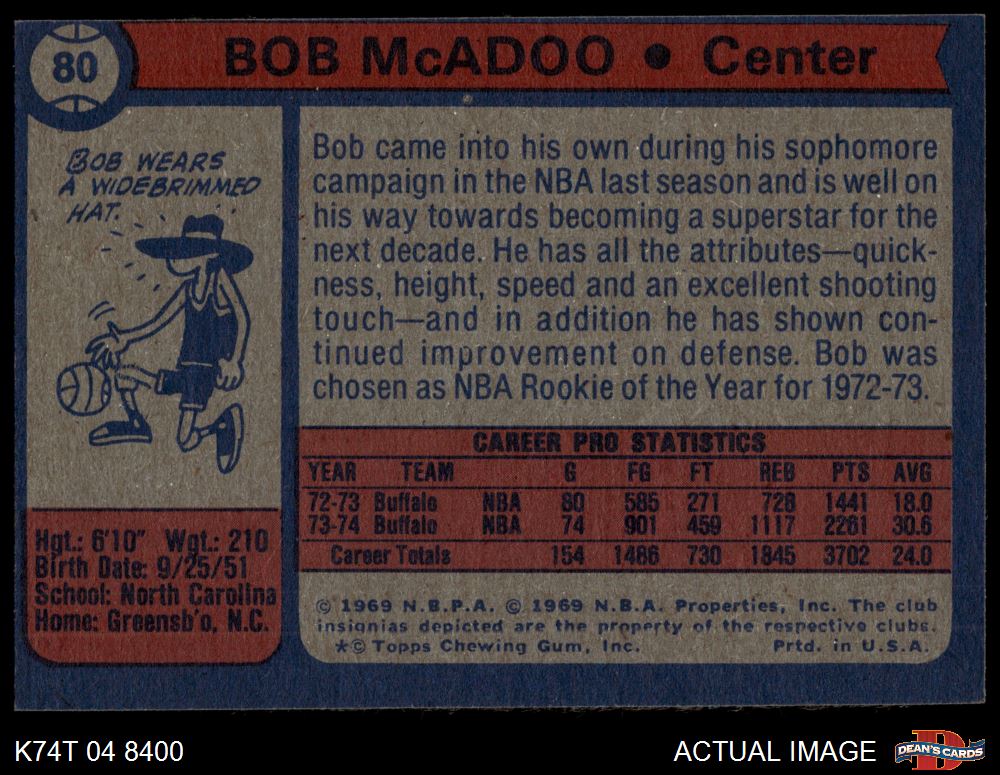 80
BOB McADOO • Center
BOB WEARS
A WIDEBRIMMED
HAT.
Hgt.: 6'10" Wgt.: 210
Birth Date: 9/25/51
School: North Carolina
Home: Greensb'o, N.C.
Bob came into his own during his sophomore
campaign in the NBA last season and is well on
his way towards becoming a superstar for the
next decade. He has all the attributes—quick-
ness, height, speed and an excellent shooting
touch—and in addition he has shown con-
tinued improvement on defense. Bob was
chosen as NBA Rookie of the Year for 1972-73.
CAREER PRO STATISTICS
YEAR TEAM G FG FT REB PTS AVG
72-73 Buffalo NBA 80 585 271 728 1441 18.0
73-74 Buffalo NBA 74 901 459 1117 2261 30.6
Career Totals 154 1486 730 1845 3702 24.0
© 1969 N.B.P.A. © 1969 N.B.A. Properties, Inc. The club
insignias depicted are the property of the respective clubs.
*© Topps Chewing Gum, Inc. Prtd. in U.S.A.
K74T 04 8400 ACTUAL IMAGE
D
DEAN'S CARDS